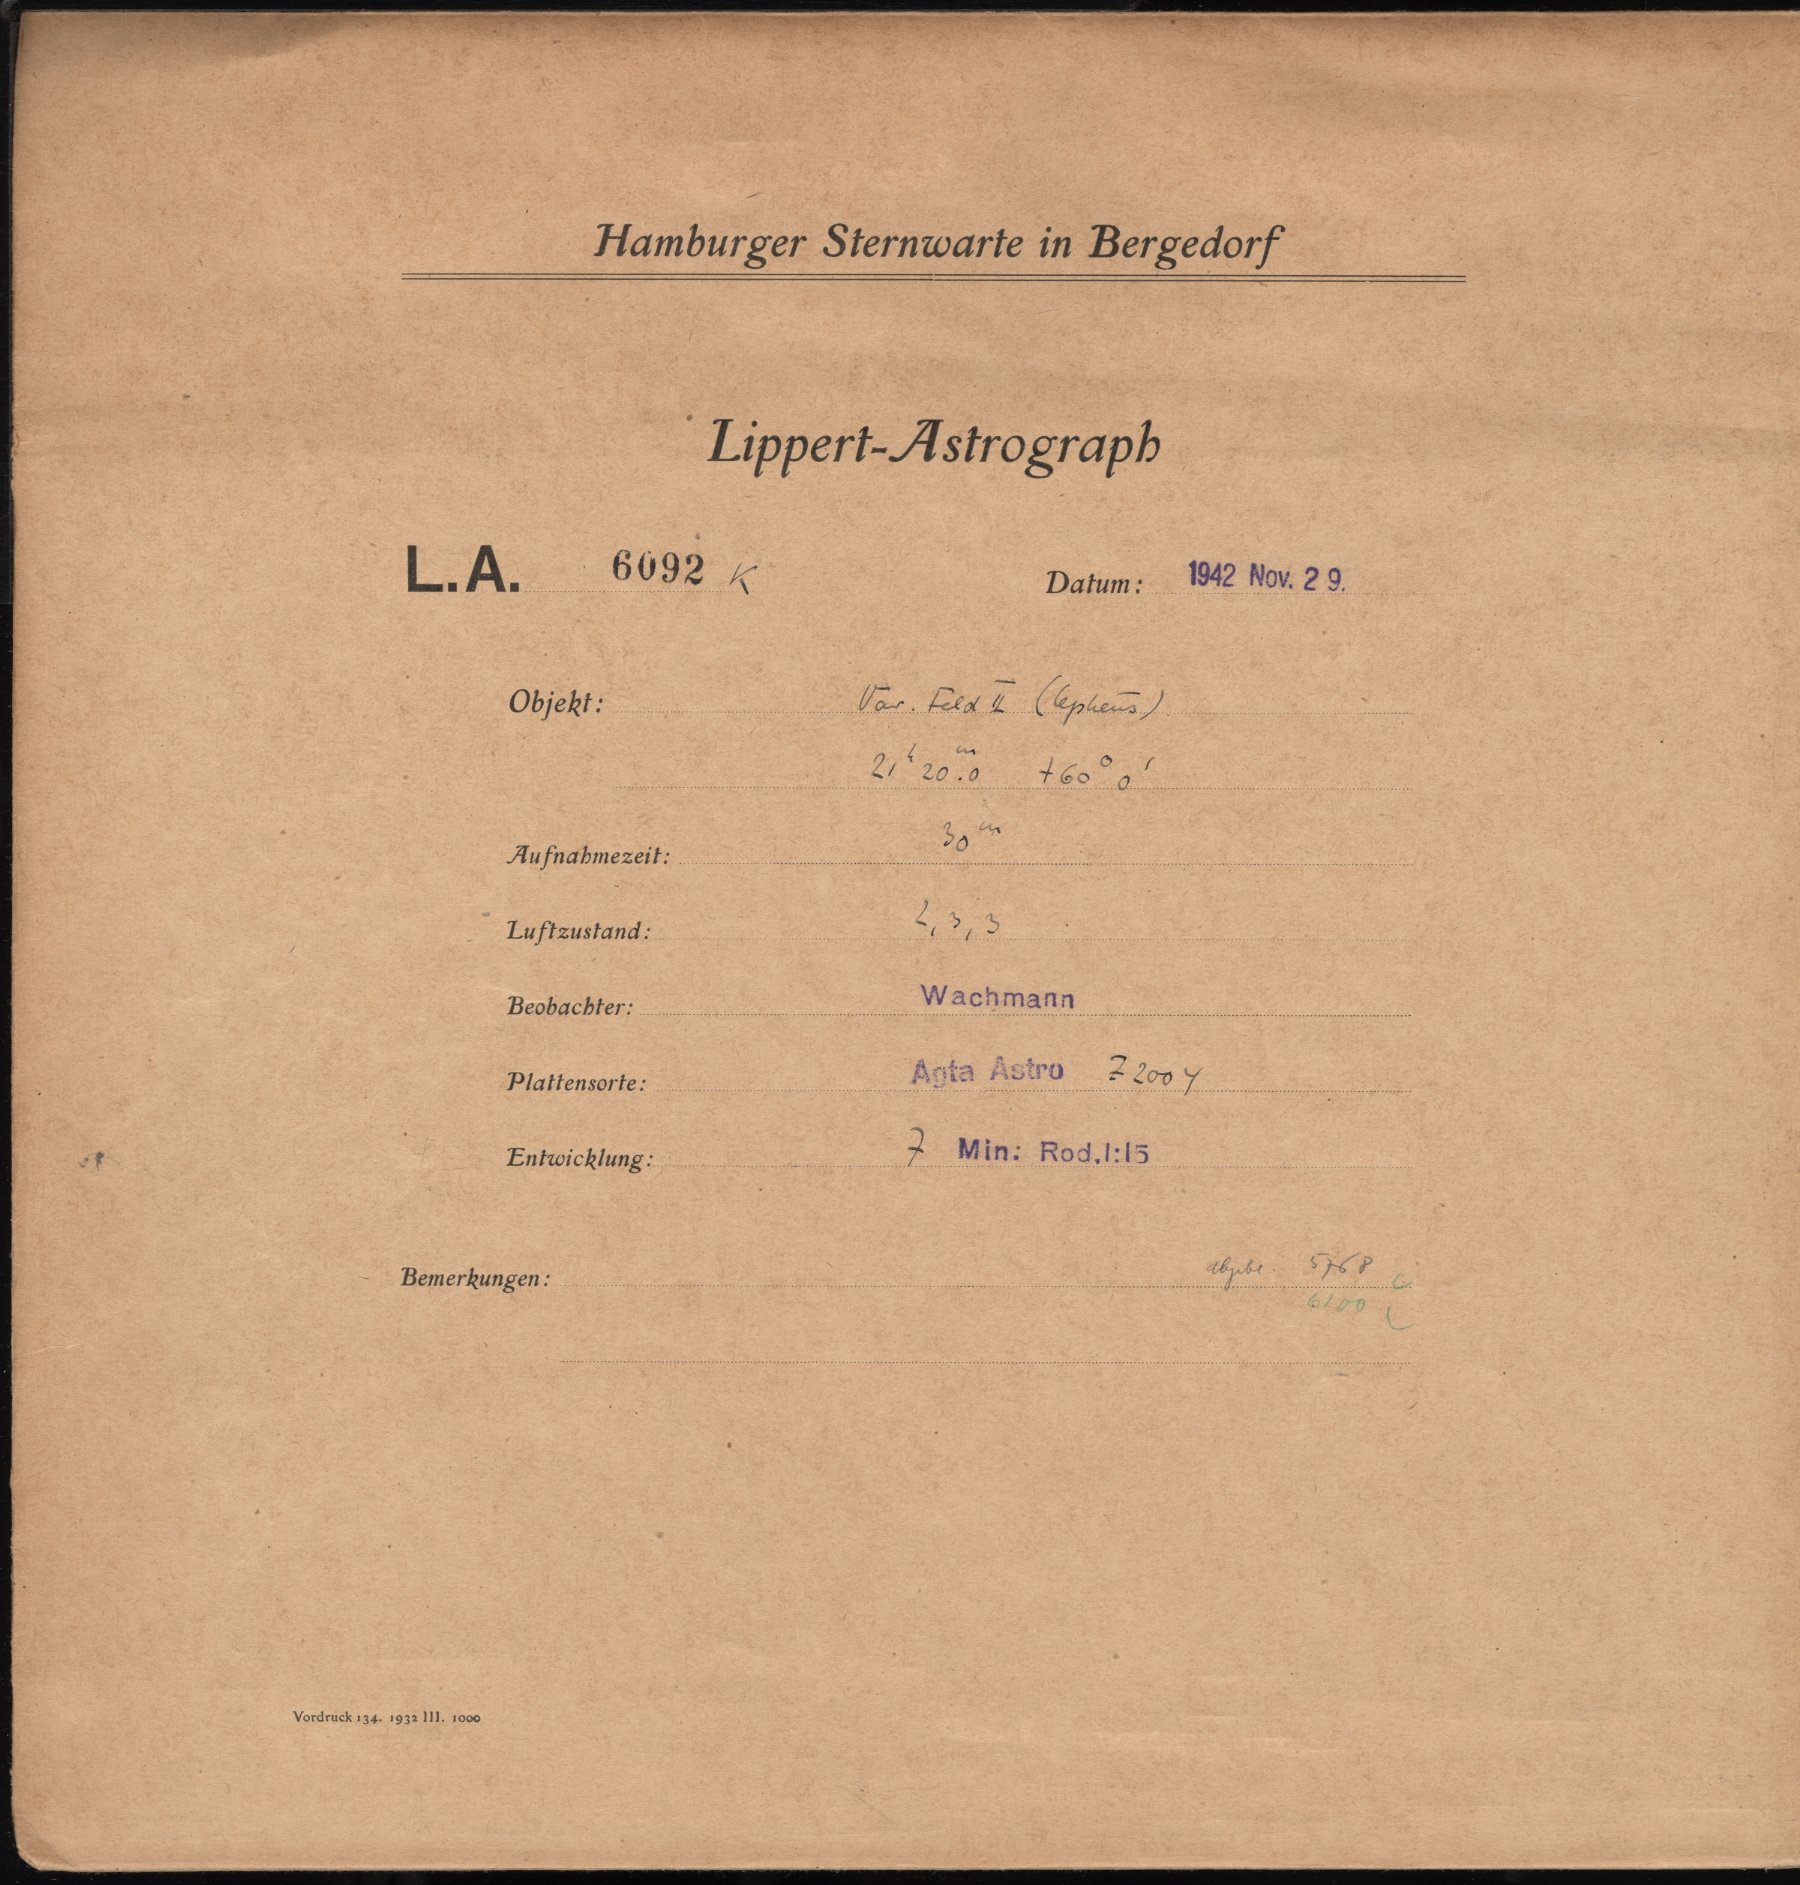 Hamburger Sternwarte in Bergedorf
Lippert-Astrograph
L.A. 6092 K Datum: 1942 Nov. 29.
Objekt: Var. Feld II (Cepheus)
21h 20m.0 +60° 0'
Aufnahmezeit: 30m
Luftzustand: 2, 3, 3
Beobachter: Wachmann
Plattensorte: Agfa Astro Z 2004
Entwicklung: 7 Min: Rod. 1:15
Bemerkungen: 5768
6100
Vordruck 134. 1932 III. 1000